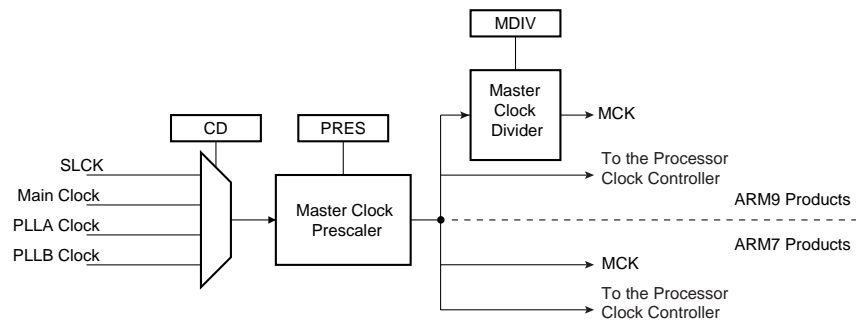 MDIV
Master
Clock
Divider
MCK
CD
PRES
SLCK
Main Clock
PLLA Clock
PLLB Clock
Master Clock
Prescaler
To the Processor
Clock Controller
ARM9 Products
ARM7 Products
MCK
To the Processor
Clock Controller